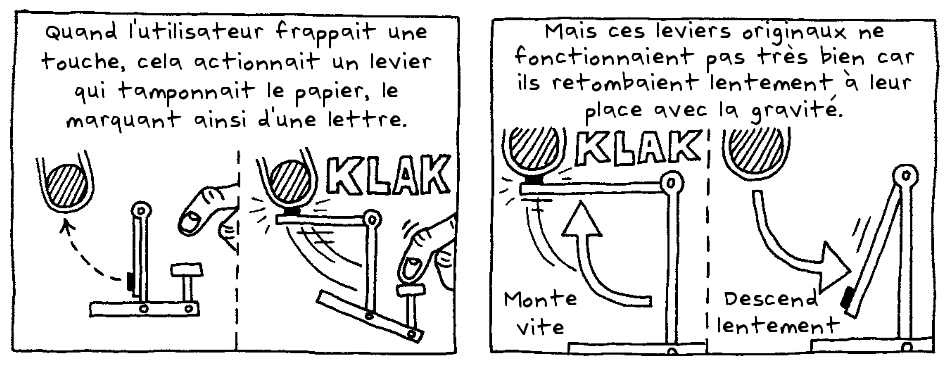 Quand l'utilisateur frappait une
touche, cela actionnait un levier
qui tamponnait le papier, le
marquant ainsi d'une lettre.
KLAK
Mais ces leviers originaux ne
fonctionnaient pas très bien car
ils retombaient lentement à leur
place avec la gravité.
KLAK
Monte
vite
Descend
lentement